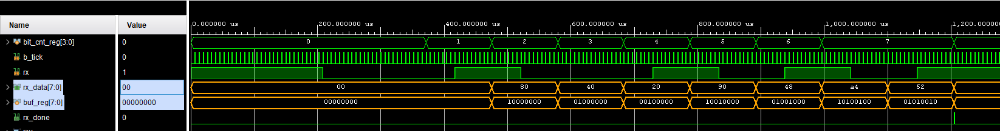 Name Value 0.000000 us 200.000000 us 400.000000 us 600.000000 us 800.000000 us 1,000.000000 us 1,200.000000
bit_cnt_reg[3:0] 0 0 1 2 3 4 5 6 7
b_tick 0
rx 1
rx_data[7:0] 00 00 80 40 20 90 48 a4 52
buf_reg[7:0] 00000000 00000000 10000000 01000000 00100000 10010000 01001000 10100100 01010010
rx_done 0